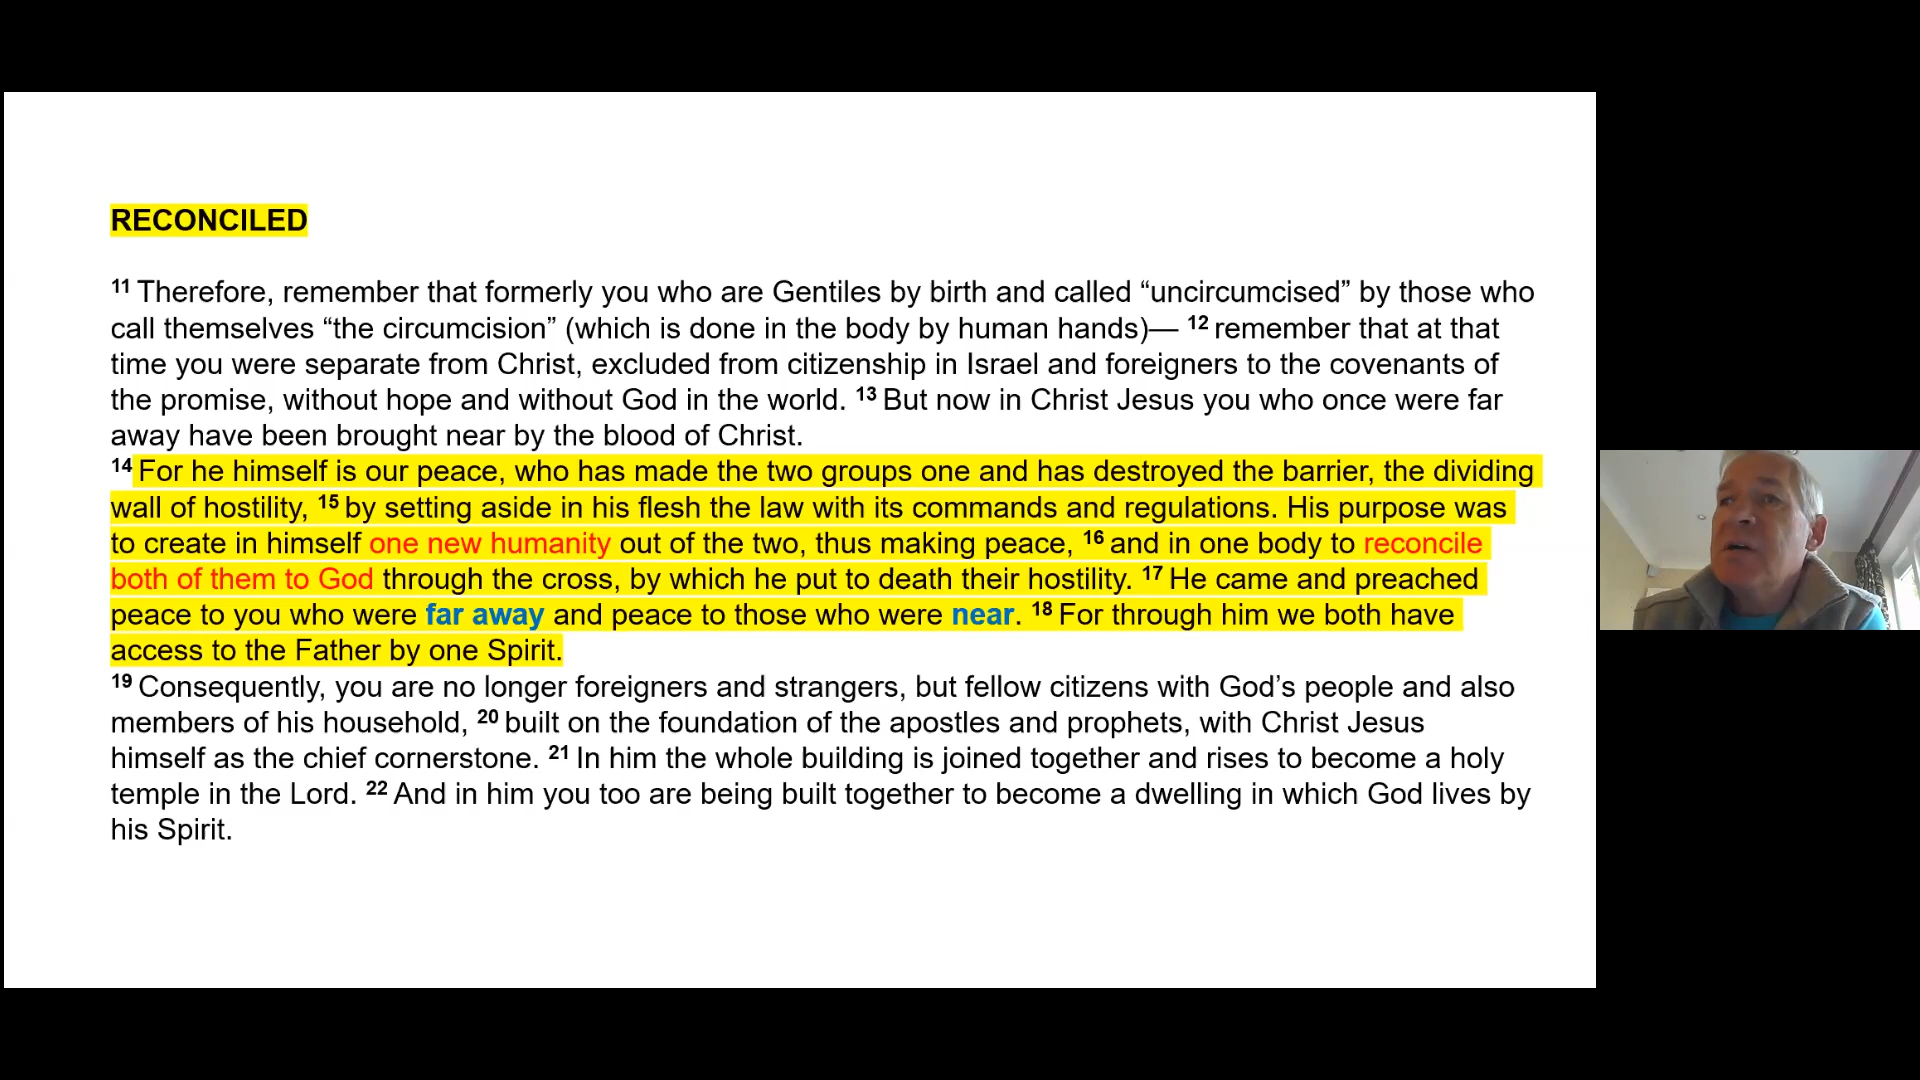 RECONCILED
11 Therefore, remember that formerly you who are Gentiles by birth and called “uncircumcised” by those who
call themselves “the circumcision” (which is done in the body by human hands)— 12 remember that at that
time you were separate from Christ, excluded from citizenship in Israel and foreigners to the covenants of
the promise, without hope and without God in the world. 13 But now in Christ Jesus you who once were far
away have been brought near by the blood of Christ.
14 For he himself is our peace, who has made the two groups one and has destroyed the barrier, the dividing
wall of hostility, 15 by setting aside in his flesh the law with its commands and regulations. His purpose was
to create in himself one new humanity out of the two, thus making peace, 16 and in one body to reconcile
both of them to God through the cross, by which he put to death their hostility. 17 He came and preached
peace to you who were far away and peace to those who were near. 18 For through him we both have
access to the Father by one Spirit.
19 Consequently, you are no longer foreigners and strangers, but fellow citizens with God’s people and also
members of his household, 20 built on the foundation of the apostles and prophets, with Christ Jesus
himself as the chief cornerstone. 21 In him the whole building is joined together and rises to become a holy
temple in the Lord. 22 And in him you too are being built together to become a dwelling in which God lives by
his Spirit.